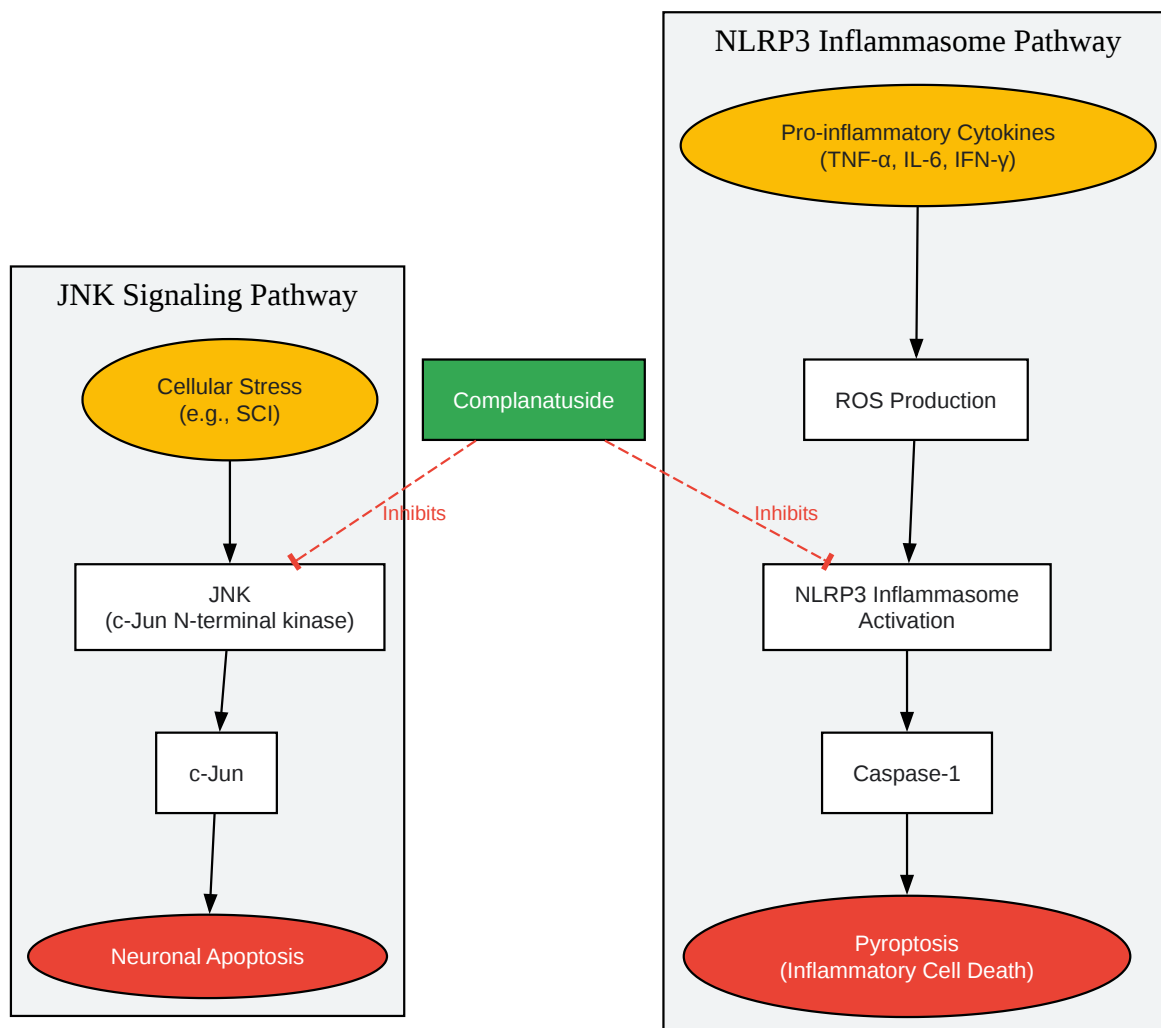 NLRP3 Inflammasome Pathway
Pro-inflammatory Cytokines
(TNF-α, IL-6, IFN-γ)
JNK Signaling Pathway
Cellular Stress
(e.g., SCI)
Complanatuside
ROS Production
Inhibits
Inhibits
JNK
(c-Jun N-terminal kinase)
NLRP3 Inflammasome
Activation
c-Jun
Caspase-1
Neuronal Apoptosis
Pyroptosis
(Inflammatory Cell Death)